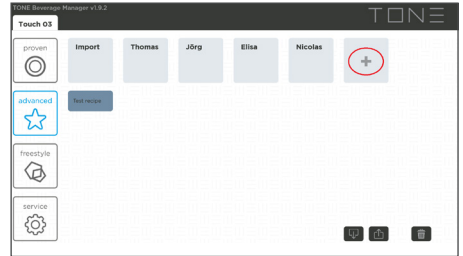 TONE Beverage Manager v1.9.2
TONE
Touch 03
proven
Import
Thomas
Jörg
Elisa
Nicolas
+
advanced
Test recipe
freestyle
service